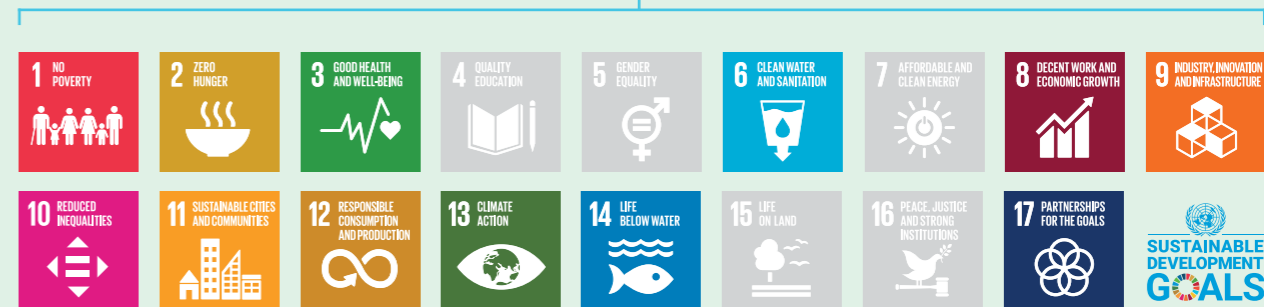 1 NO
POVERTY
2 ZERO
HUNGER
3 GOOD HEALTH
AND WELL-BEING
4 QUALITY
EDUCATION
5 GENDER
EQUALITY
6 CLEAN WATER
AND SANITATION
7 AFFORDABLE AND
CLEAN ENERGY
8 DECENT WORK AND
ECONOMIC GROWTH
9 INDUSTRY, INNOVATION
AND INFRASTRUCTURE
10 REDUCED
INEQUALITIES
11 SUSTAINABLE CITIES
AND COMMUNITIES
12 RESPONSIBLE
CONSUMPTION
AND PRODUCTION
13 CLIMATE
ACTION
14 LIFE
BELOW WATER
15 LIFE
ON LAND
16 PEACE, JUSTICE
AND STRONG
INSTITUTIONS
17 PARTNERSHIPS
FOR THE GOALS
SUSTAINABLE
DEVELOPMENT
GOALS